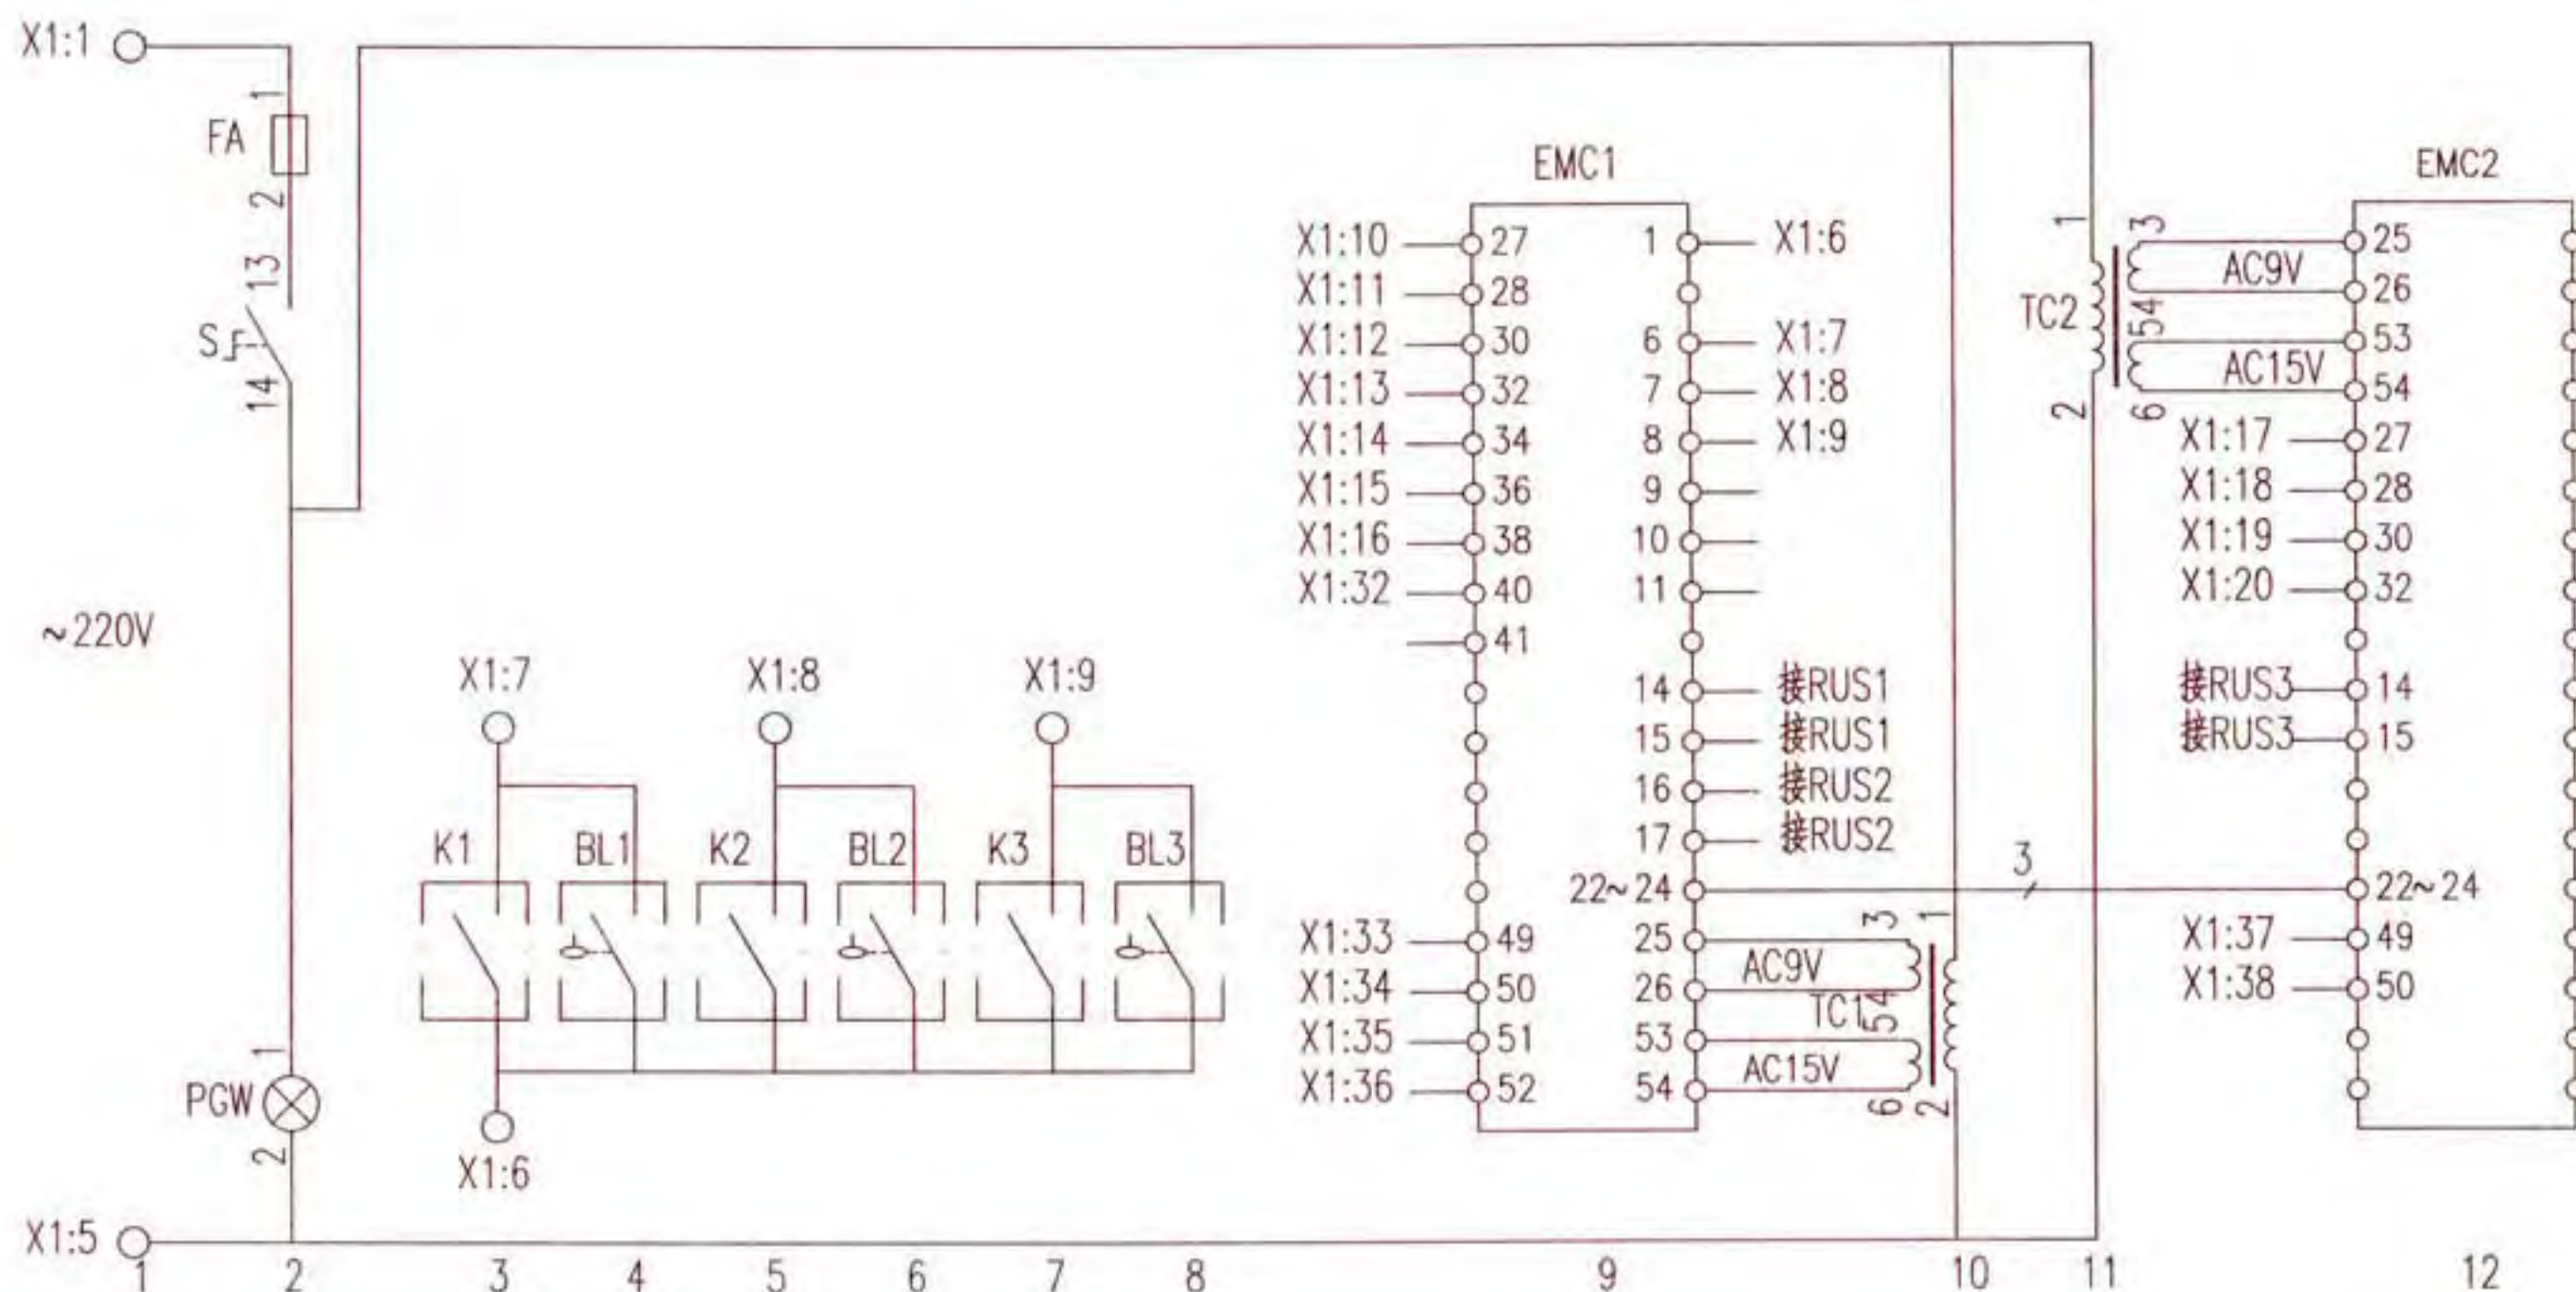 X1:1
1
FA
2
13
S
14
~220V
PGW
1
2
X1:5
X1:7
X1:8
X1:9
K1
BL1
K2
BL2
K3
BL3
X1:6
EMC1
X1:10 27
X1:11 28
X1:12 30
X1:13 32
X1:14 34
X1:15 36
X1:16 38
X1:32 40
41
X1:33 49
X1:34 50
X1:35 51
X1:36 52
1 X1:6
6 X1:7
7 X1:8
8 X1:9
9
10
11
14 接RUS1
15 接RUS1
16 接RUS2
17 接RUS2
22~24
25
26
53
54
AC9V
AC15V
TC1
3
1
4
5
6
2
3
TC2
1
2
3
4
5
6
AC9V
AC15V
EMC2
25
26
53
54
X1:17 27
X1:18 28
X1:19 30
X1:20 32
接RUS3 14
接RUS3 15
22~24
X1:37 49
X1:38 50
1 2 3 4 5 6 7 8 9 10 11 12